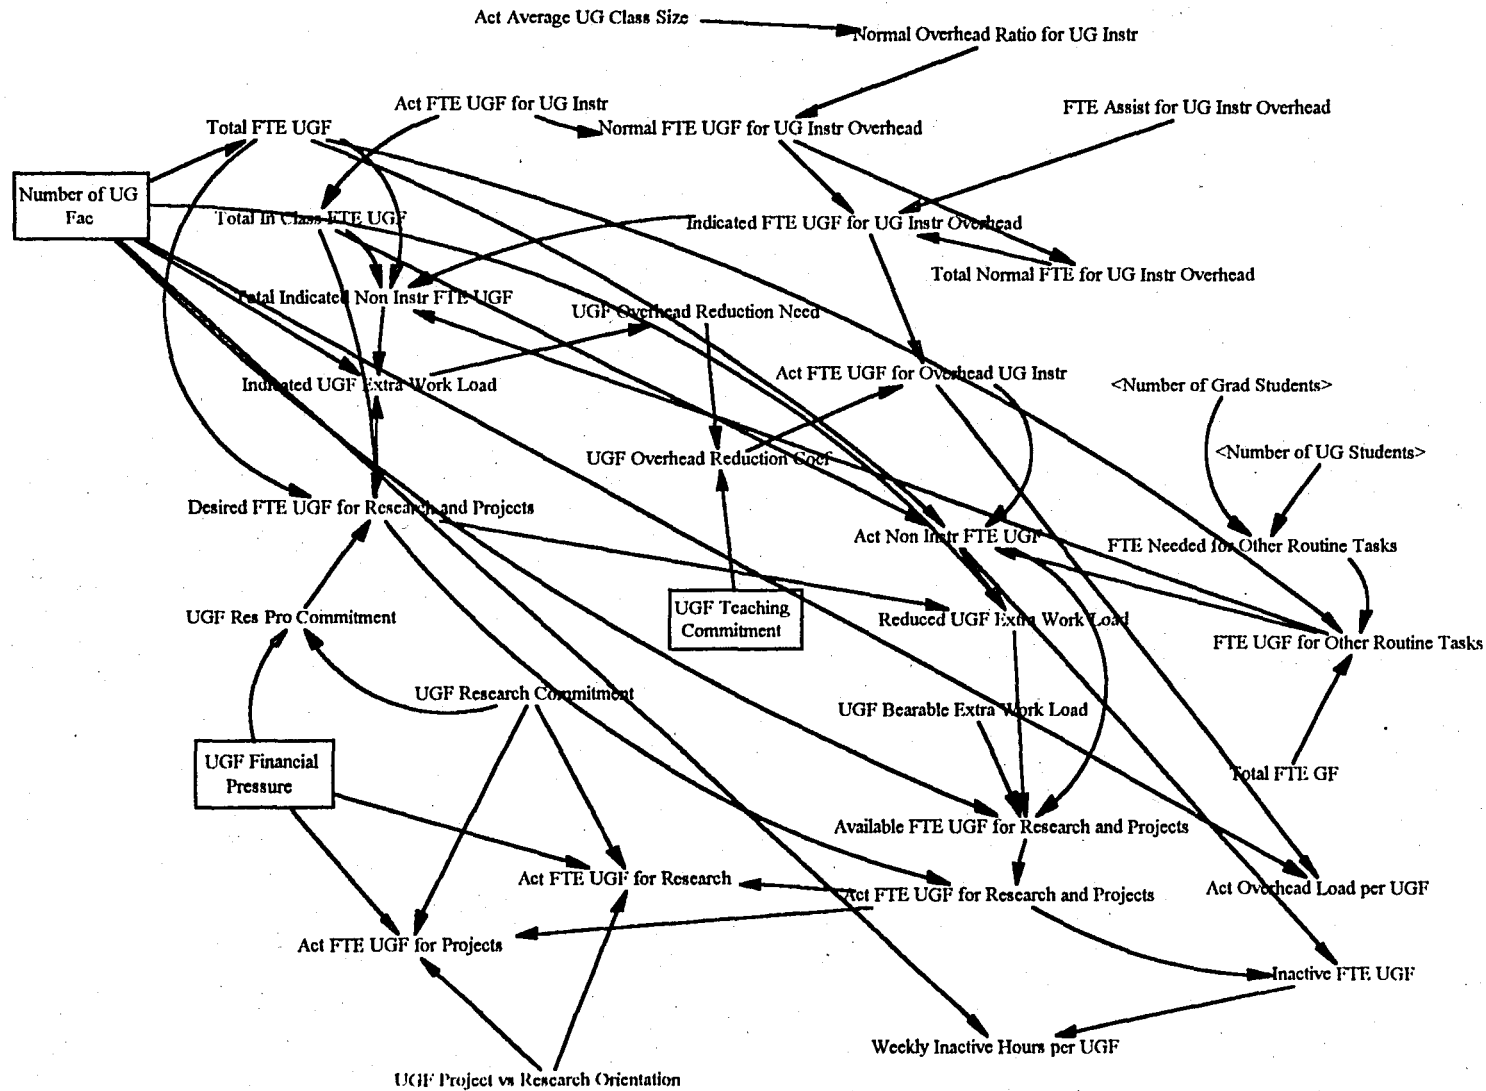 Act Average UG Class Size
Normal Overhead Ratio for UG Instr
Act FTE UGF for UG Instr
FTE Assist for UG Instr Overhead
Total FTE UGF
Normal FTE UGF for UG Instr Overhead
Number of UG
Fac
Total In Class FTE UGF
Indicated FTE UGF for UG Instr Overhead
Total Normal FTE for UG Instr Overhead
Total Indicated Non Instr FTE UGF
UGF Overhead Reduction Need
Act FTE UGF for Overhead UG Instr
Indicated UGF Extra Work Load
<Number of Grad Students>
<Number of UG Students>
UGF Overhead Reduction Coef
Desired FTE UGF for Research and Projects
Act Non Instr FTE UGF
FTE Needed for Other Routine Tasks
UGF Teaching
Commitment
UGF Res Pro Commitment
Reduced UGF Extra Work Load
FTE UGF for Other Routine Tasks
UGF Research Commitment
UGF Bearable Extra Work Load
UGF Financial
Pressure
Total FTE GF
Available FTE UGF for Research and Projects
Act FTE UGF for Research
Act Overhead Load per UGF
Act FTE UGF for Research and Projects
Act FTE UGF for Projects
Inactive FTE UGF
Weekly Inactive Hours per UGF
UGF Project vs Research Orientation